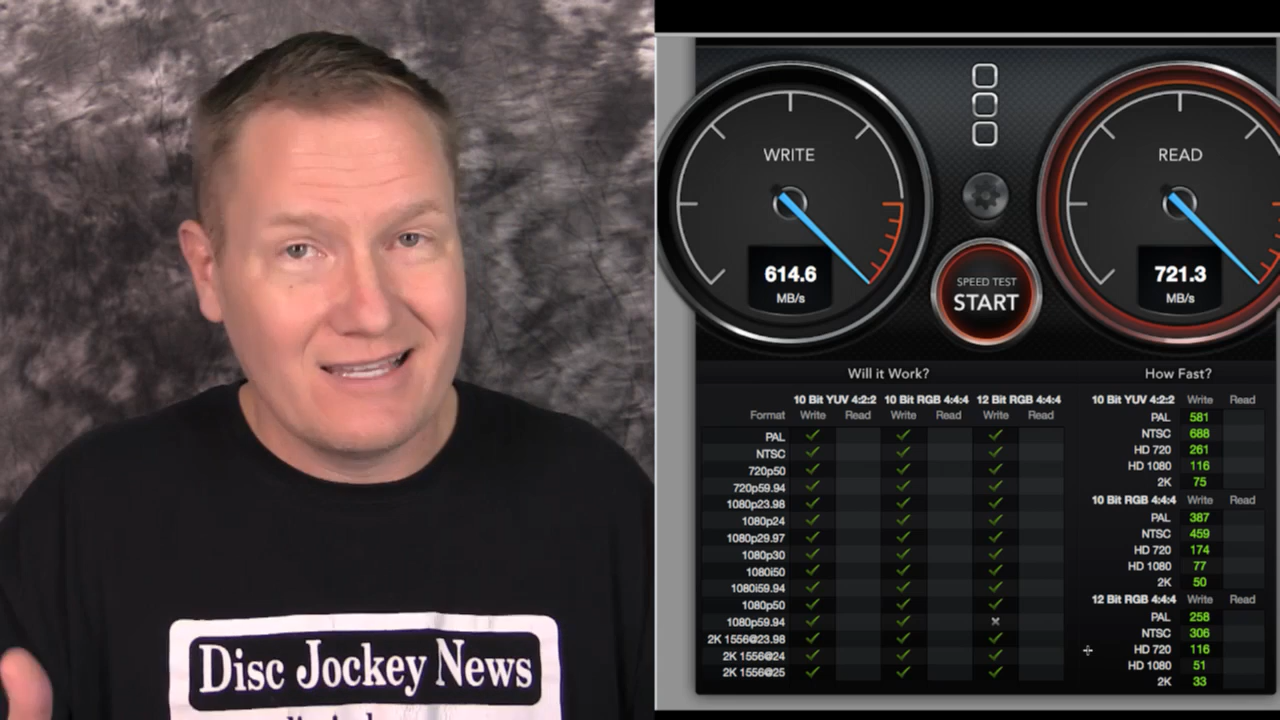 WRITE
READ
614.6
MB/s
SPEED TEST
START
721.3
MB/s
Will it Work?
How Fast?
10 Bit YUV 4:2:2 10 Bit RGB 4:4:4 12 Bit RGB 4:4:4
Format Write Read Write Read Write Read
PAL
NTSC
720p50
720p59.94
1080p23.98
1080p24
1080p29.97
1080p30
1080i50
1080i59.94
1080p50
1080p59.94
2K 1556@23.98
2K 1556@24
2K 1556@25
10 Bit YUV 4:2:2 Write Read
PAL 581
NTSC 688
HD 720 261
HD 1080 116
2K 75
10 Bit RGB 4:4:4 Write Read
PAL 387
NTSC 459
HD 720 174
HD 1080 77
2K 50
12 Bit RGB 4:4:4 Write Read
PAL 258
NTSC 306
HD 720 116
HD 1080 51
2K 33
Disc Jockey News